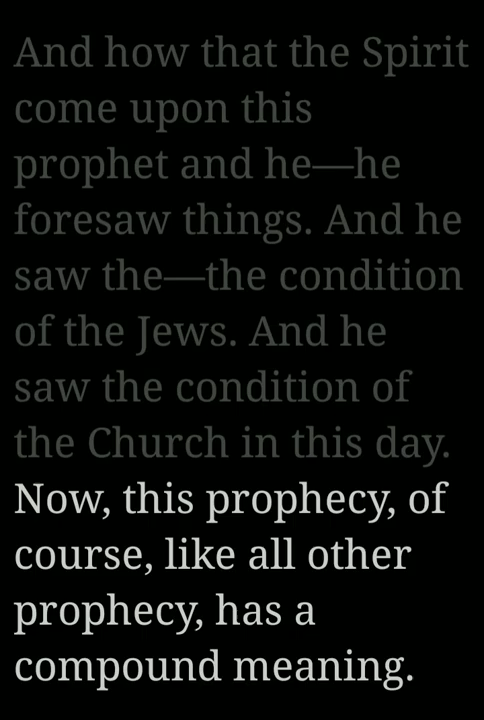 And how that the Spirit
come upon this
prophet and he—he
foresaw things. And he
saw the—the condition
of the Jews. And he
saw the condition of
the Church in this day.
Now, this prophecy, of
course, like all other
prophecy, has a
compound meaning.